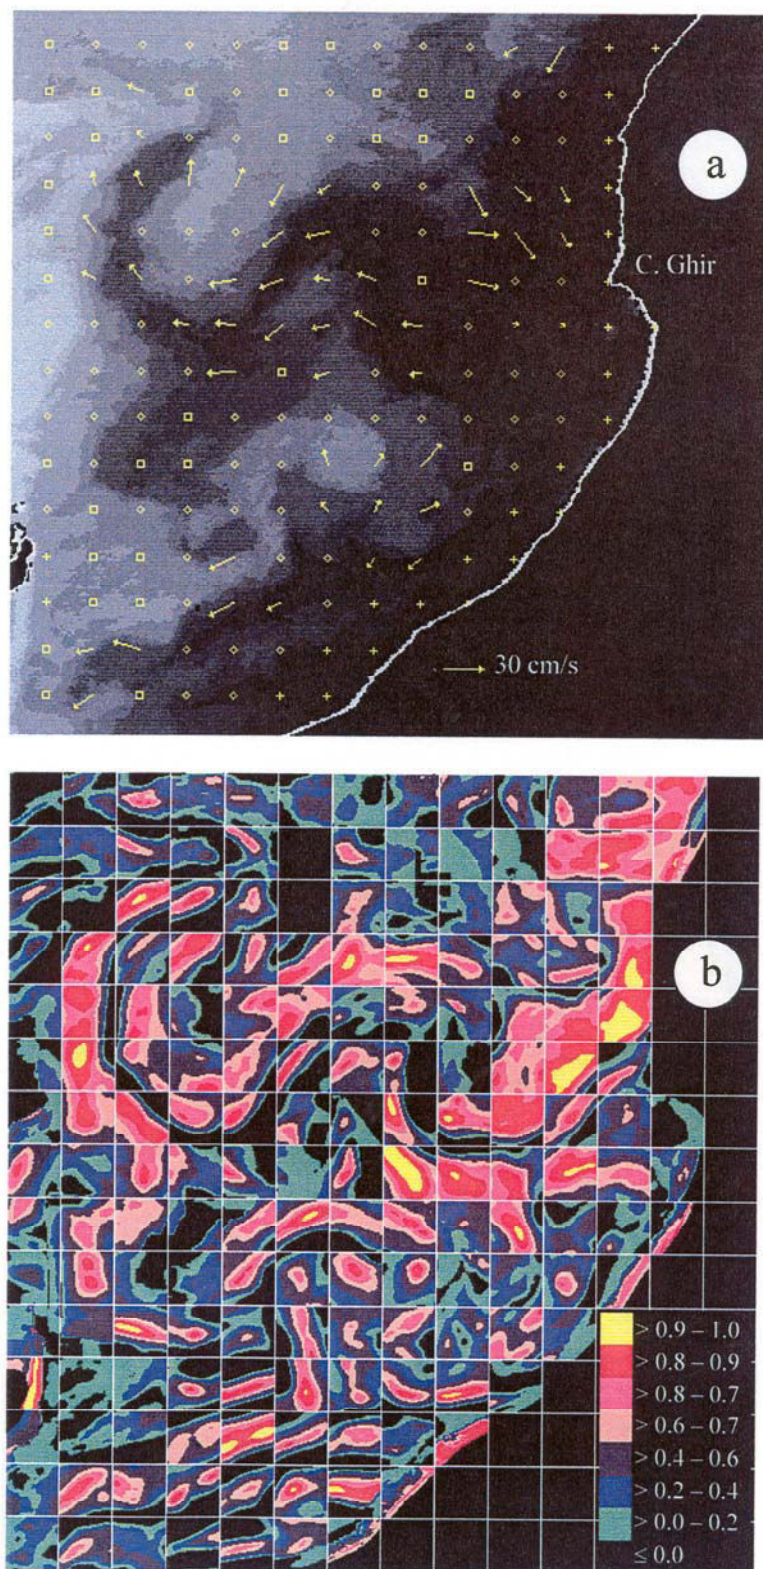 a
C. Ghir
30 cm/s
b
> 0.9 – 1.0
> 0.8 – 0.9
> 0.8 – 0.7
> 0.6 – 0.7
> 0.4 – 0.6
> 0.2 – 0.4
> 0.0 – 0.2
≤ 0.0